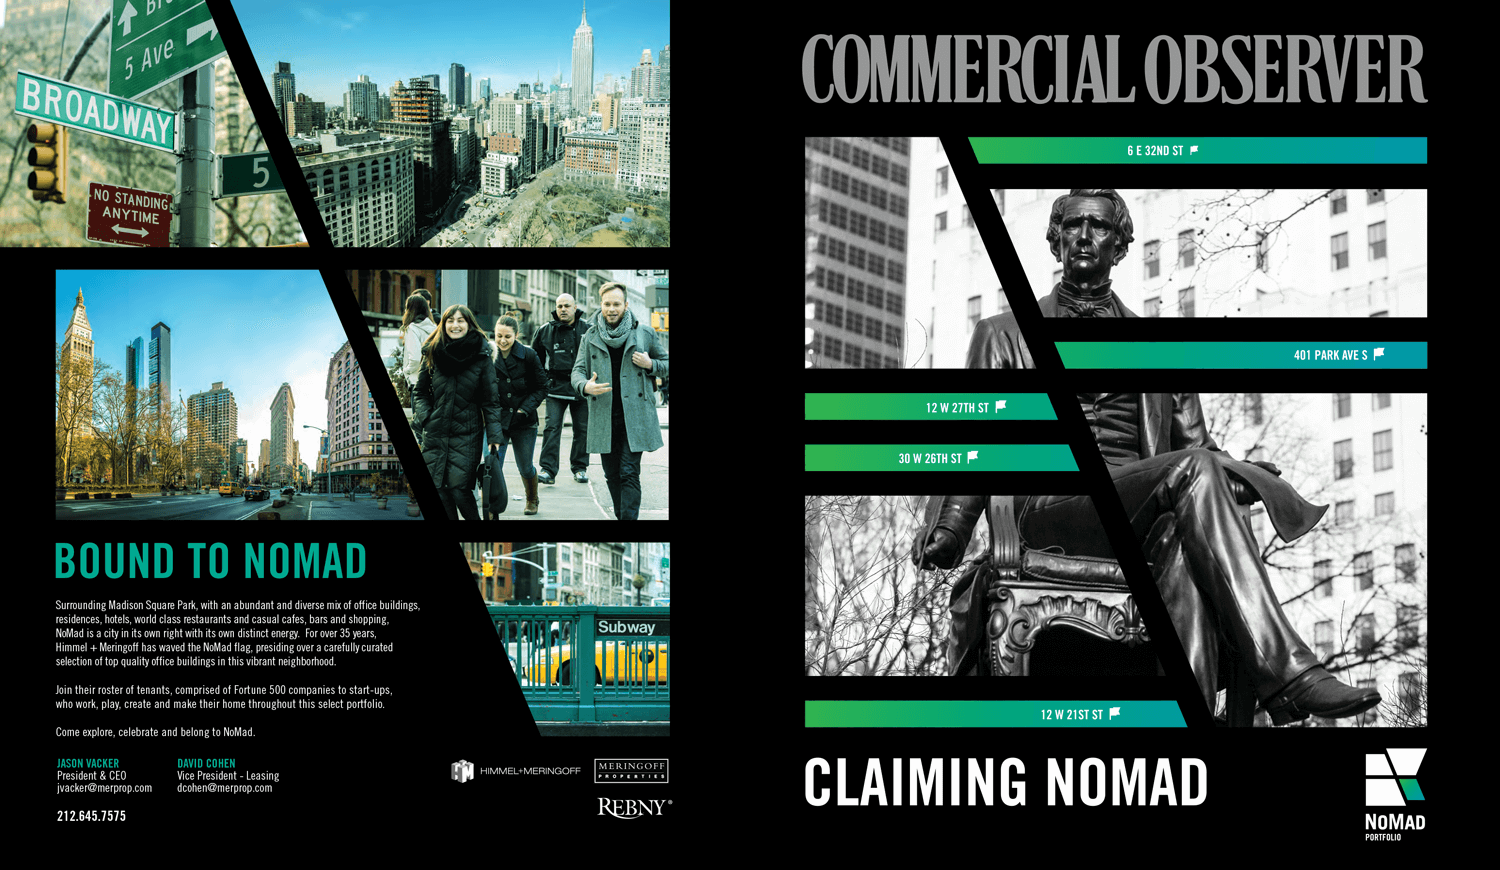 5 Ave
BROADWAY
5
NO STANDING
ANYTIME
BOUND TO NOMAD
Surrounding Madison Square Park, with an abundant and diverse mix of office buildings,
residences, hotels, world class restaurants and casual cafes, bars and shopping,
NoMad is a city in its own right with its own distinct energy. For over 35 years,
Himmel + Meringoff has waved the NoMad flag, presiding over a carefully curated
selection of top quality office buildings in this vibrant neighborhood.
Join their roster of tenants, comprised of Fortune 500 companies to start-ups,
who work, play, create and make their home throughout this select portfolio.
Come explore, celebrate and belong to NoMad.
JASON VACKER
President & CEO
jvacker@merprop.com
DAVID COHEN
Vice President - Leasing
dcohen@merprop.com
212.645.7575
Subway
HIMMEL+MERINGOFF
MERINGOFF
PROPERTIES
REBNY®
COMMERCIAL OBSERVER
6 E 32ND ST
401 PARK AVE S
12 W 27TH ST
30 W 26TH ST
12 W 21ST ST
CLAIMING NOMAD
NOMAD
PORTFOLIO